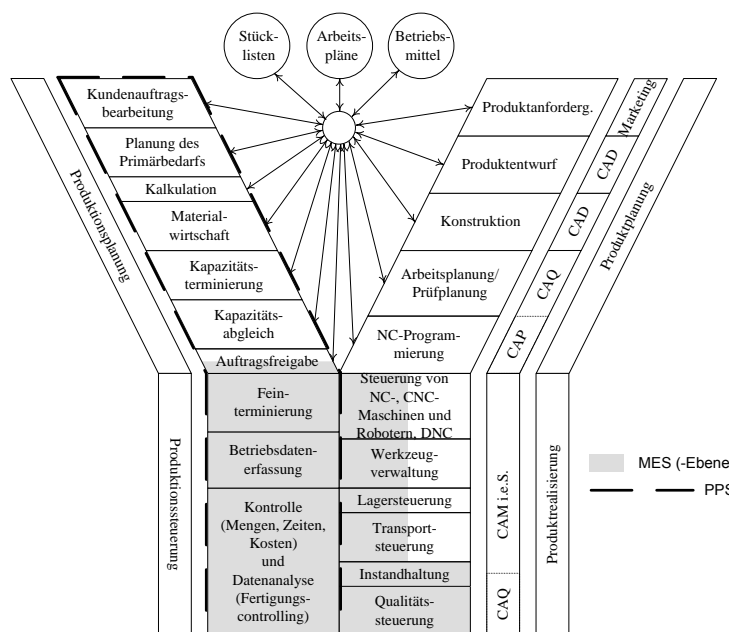 Stück-
listen
Arbeits-
pläne
Betriebs-
mittel
Kundenauftrags-
bearbeitung
Planung des
Primärbedarfs
Kalkulation
Material-
wirtschaft
Kapazitäts-
terminierung
Kapazitäts-
abgleich
Auftragsfreigabe
Produktionsplanung
Produktanforderg.
Produktentwurf
Konstruktion
Arbeitsplanung/
Prüfplanung
NC-Program-
mierung
Marketing
CAD
CAD
CAQ
CAP
Produktplanung
Fein-
terminierung
Betriebsdaten-
erfassung
Kontrolle
(Mengen, Zeiten,
Kosten)
und
Datenanalyse
(Fertigungs-
controlling)
Produktionssteuerung
Steuerung von
NC-, CNC-
Maschinen und
Robotern, DNC
Werkzeug-
verwaltung
Lagersteuerung
Transport-
steuerung
Instandhaltung
Qualitäts-
steuerung
CAM i.e.S.
CAQ
Produktrealisierung
MES (-Ebene
PPS